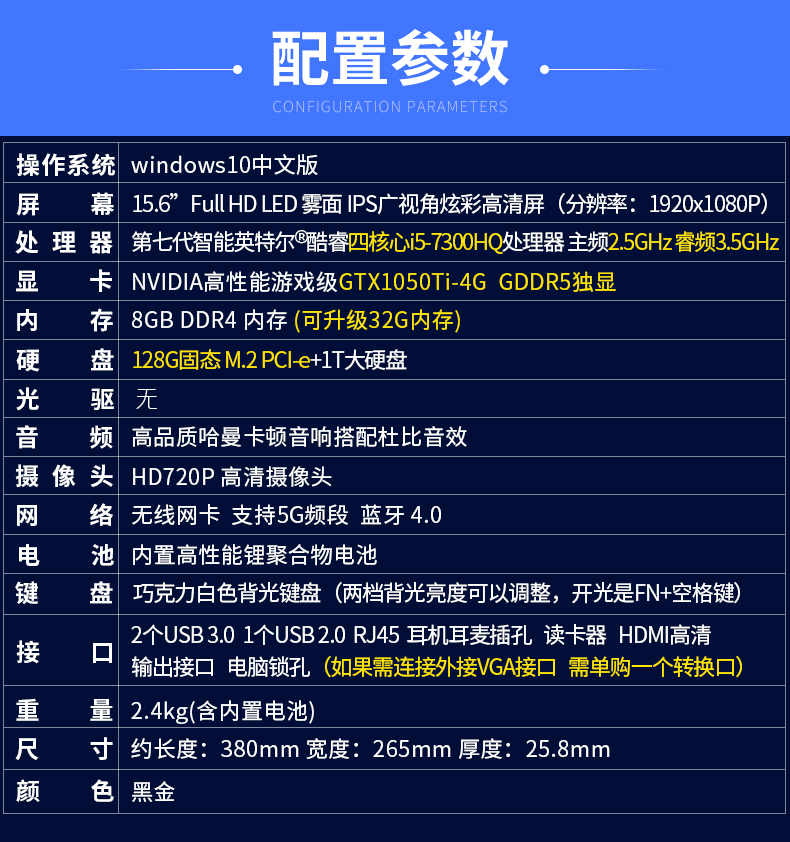 配置参数
CONFIGURATION PARAMETERS
操作系统 windows10中文版
屏幕 15.6”Full HD LED 雾面 IPS广视角炫彩高清屏（分辨率：1920x1080P）
处理器 第七代智能英特尔®酷睿四核心i5-7300HQ处理器 主频2.5GHz 睿频3.5GHz
显卡 NVIDIA高性能游戏级GTX1050Ti-4G GDDR5独显
内存 8GB DDR4 内存 (可升级32G内存)
硬盘 128G固态 M.2 PCI-e+1T大硬盘
光驱 无
音频 高品质哈曼卡顿音响搭配杜比音效
摄像头 HD720P 高清摄像头
网络 无线网卡 支持5G频段 蓝牙 4.0
电池 内置高性能锂聚合物电池
键盘 巧克力白色背光键盘（两档背光亮度可以调整，开光是FN+空格键）
接口 2个USB 3.0 1个USB 2.0 RJ45 耳机耳麦插孔 读卡器 HDMI高清
输出接口 电脑锁孔（如果需连接外接VGA接口 需单购一个转换口）
重量 2.4kg(含内置电池)
尺寸 约长度：380mm 宽度：265mm 厚度：25.8mm
颜色 黑金